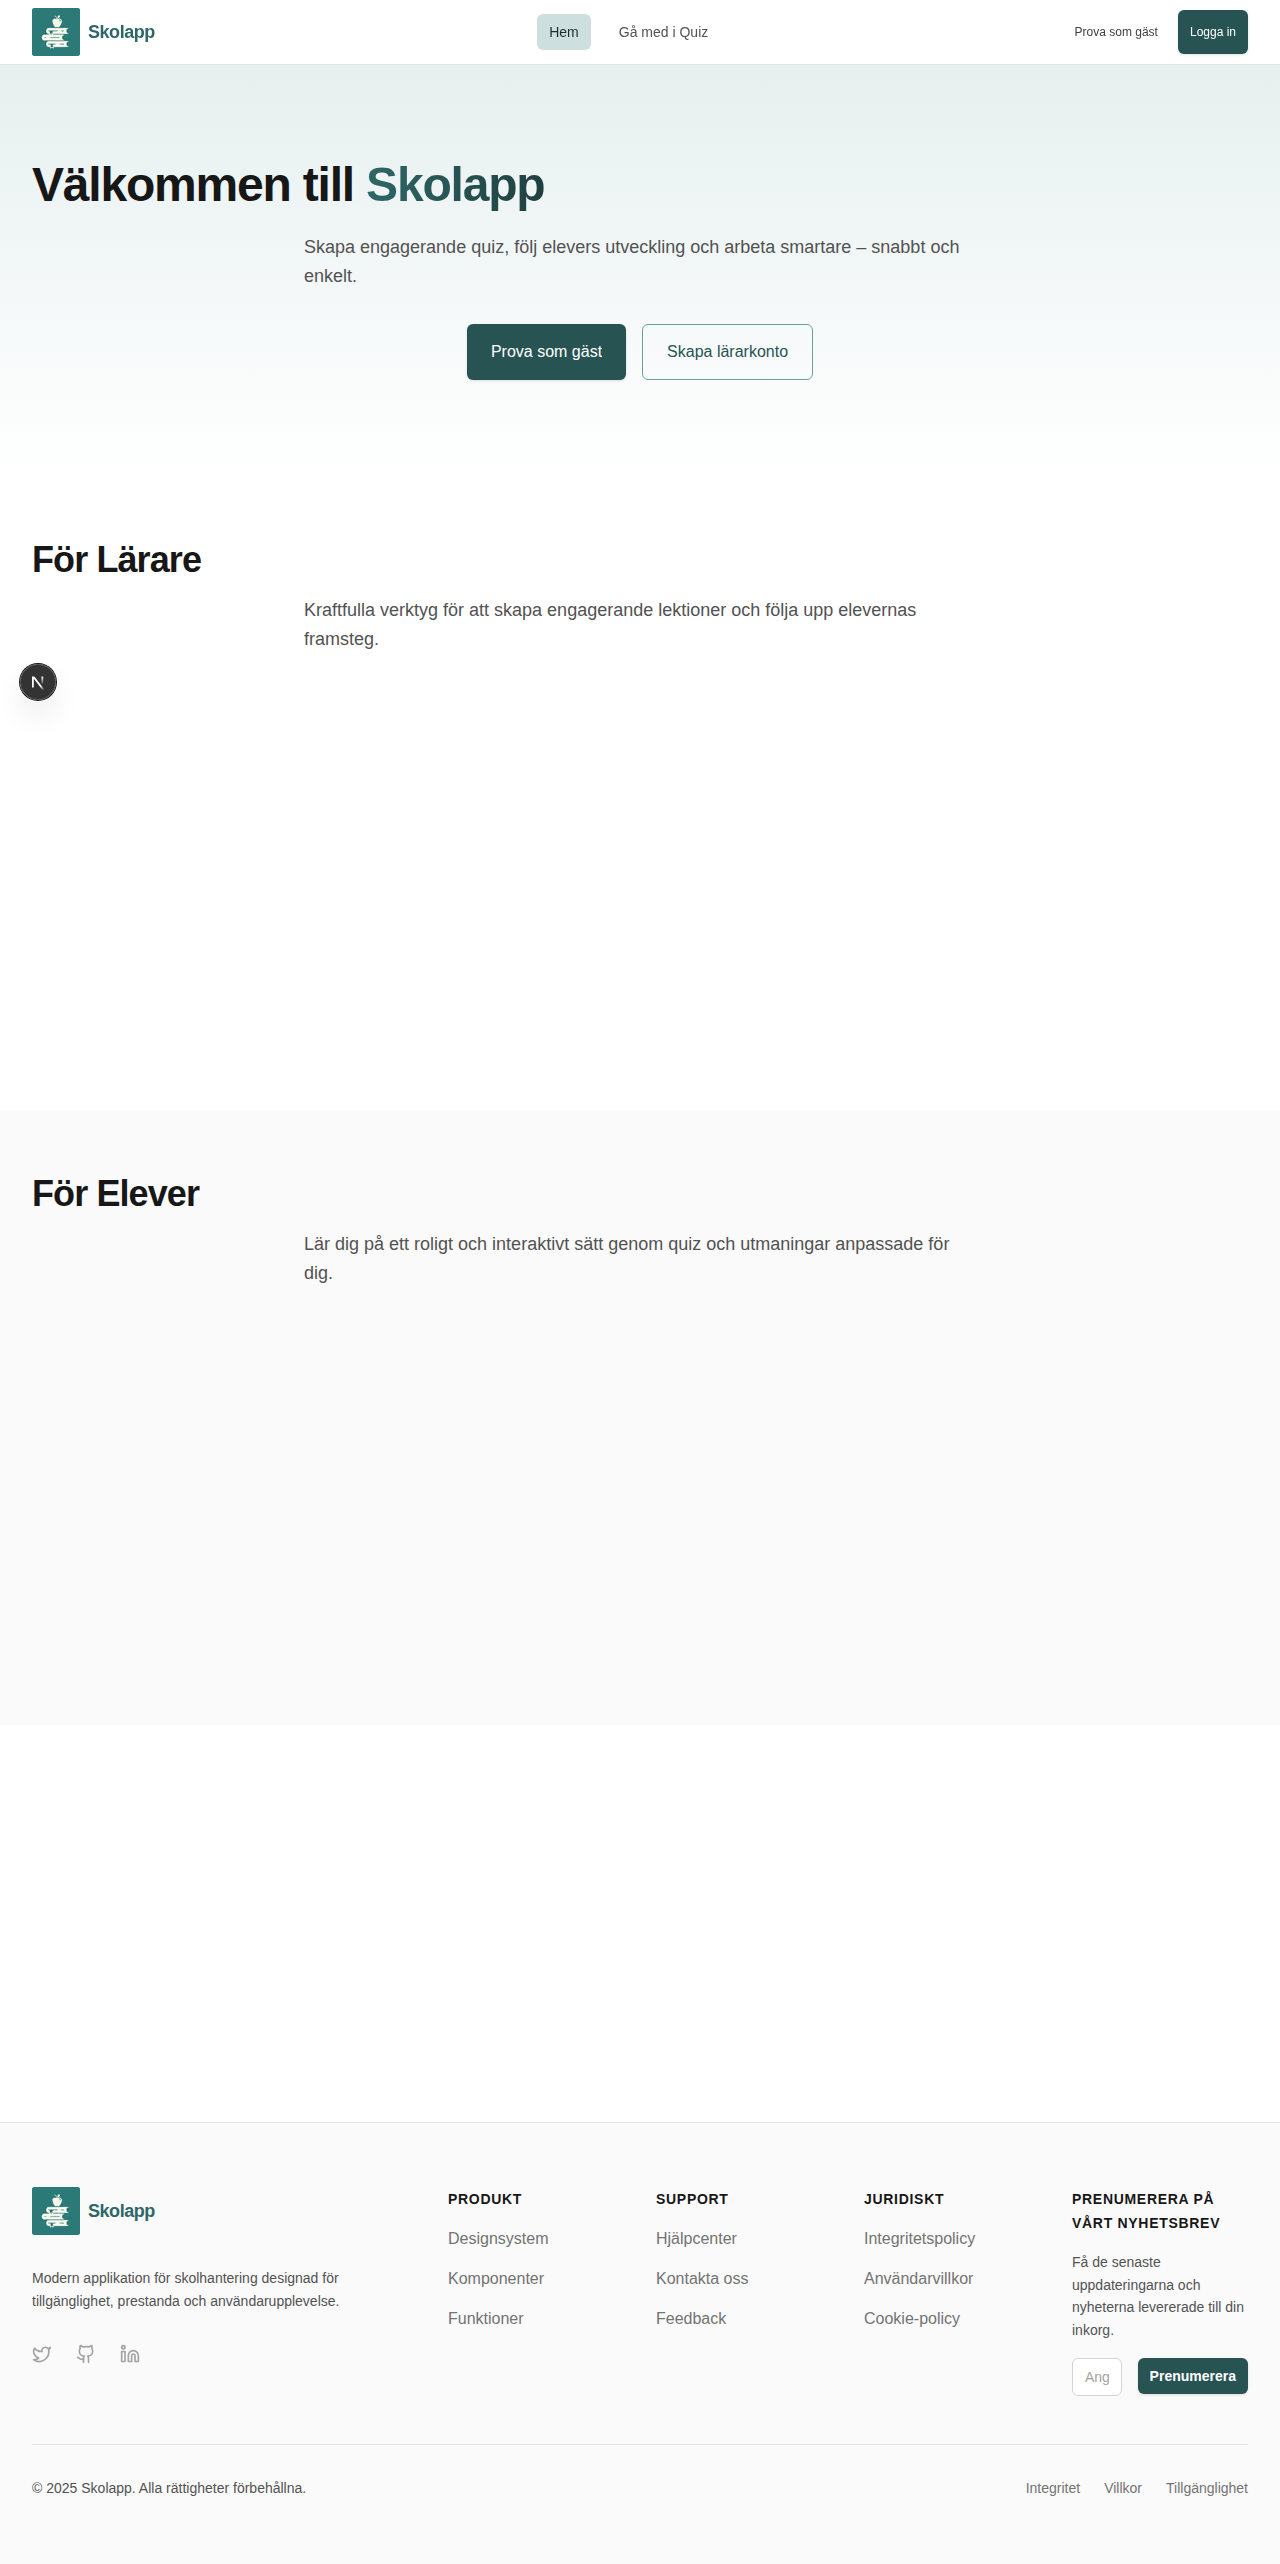 Skolapp
Hem
Gå med i Quiz
Prova som gäst
Logga in
Välkommen till Skolapp
Skapa engagerande quiz, följ elevers utveckling och arbeta smartare – snabbt och
enkelt.
Prova som gäst
Skapa lärarkonto
För Lärare
Kraftfulla verktyg för att skapa engagerande lektioner och följa upp elevernas
framsteg.
N
För Elever
Lär dig på ett roligt och interaktivt sätt genom quiz och utmaningar anpassade för
dig.
Skolapp
Modern applikation för skolhantering designad för
tillgänglighet, prestanda och användarupplevelse.
PRODUKT
Designsystem
Komponenter
Funktioner
SUPPORT
Hjälpcenter
Kontakta oss
Feedback
JURIDISKT
Integritetspolicy
Användarvillkor
Cookie-policy
PRENUMERERA PÅ
VÅRT NYHETSBREV
Få de senaste
uppdateringarna och
nyheterna levererade till din
inkorg.
Ang
Prenumerera
© 2025 Skolapp. Alla rättigheter förbehållna.
Integritet
Villkor
Tillgänglighet